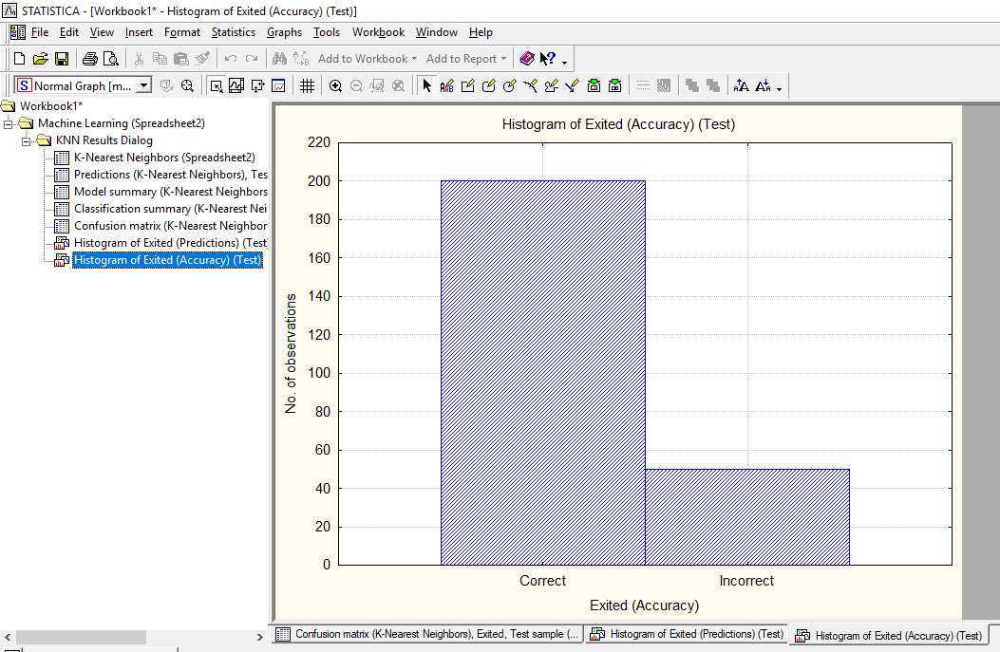 STATISTICA - [Workbook1* - Histogram of Exited (Accuracy) (Test)]
File Edit View Insert Format Statistics Graphs Tools Workbook Window Help
Add to Workbook Add to Report
S Normal Graph [m...
Workbook1*
Machine Learning (Spreadsheet2)
KNN Results Dialog
K-Nearest Neighbors (Spreadsheet2)
Predictions (K-Nearest Neighbors), Tes
Model summary (K-Nearest Neighbors
Classification summary (K-Nearest Nei
Confusion matrix (K-Nearest Neighbor
Histogram of Exited (Predictions) (Test)
Histogram of Exited (Accuracy) (Test)
Histogram of Exited (Accuracy) (Test)
220
200
180
160
140
120
100
80
60
40
20
0
No. of observations
Correct Incorrect
Exited (Accuracy)
Confusion matrix (K-Nearest Neighbors), Exited, Test sample (... Histogram of Exited (Predictions) (Test) Histogram of Exited (Accuracy) (Test)